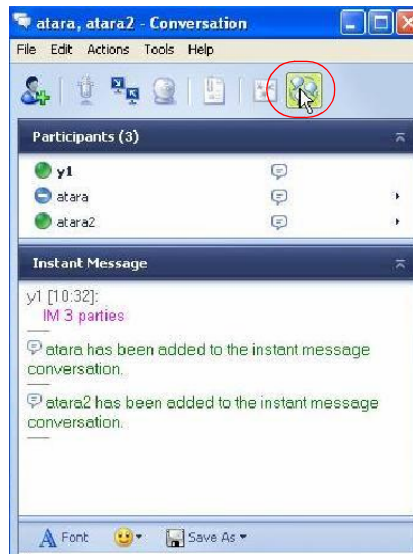 atara, atara2 - Conversation
File Edit Actions Tools Help
Participants (3)
y1
atara
atara2
Instant Message
y1 [10:32]:
IM 3 parties
atara has been added to the instant message
conversation.
atara2 has been added to the instant message
conversation.
A Font Save As